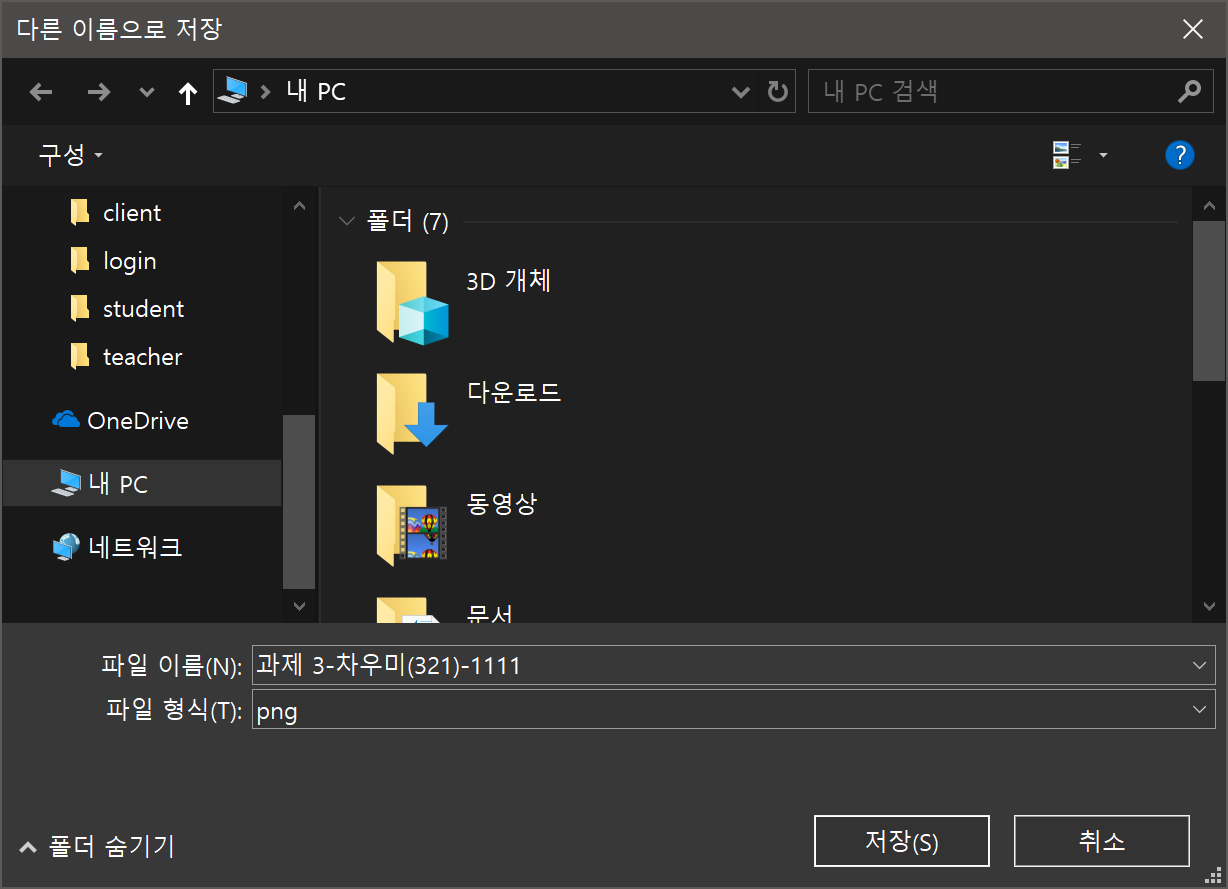 다른 이름으로 저장
내 PC
내 PC 검색
구성
?
client
login
student
teacher
OneDrive
내 PC
네트워크
폴더 (7)
3D 개체
다운로드
동영상
문서
파일 이름(N):
과제 3-차우미(321)-1111
파일 형식(T):
png
폴더 숨기기
저장(S)
취소